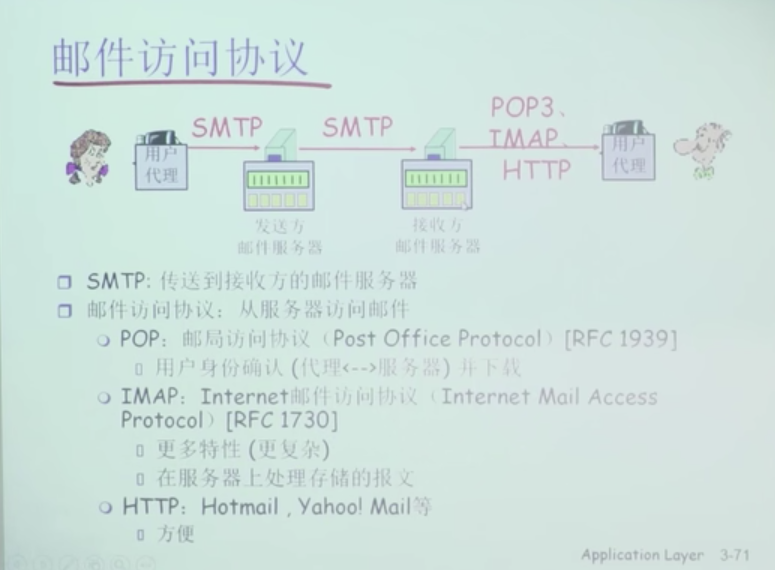 邮件访问协议
SMTP
SMTP
POP3、
IMAP、
HTTP
用户
代理
用户
代理
发送方
邮件服务器
接收方
邮件服务器
SMTP: 传送到接收方的邮件服务器
邮件访问协议：从服务器访问邮件
POP：邮局访问协议（Post Office Protocol）[RFC 1939]
用户身份确认 (代理<-->服务器) 并下载
IMAP：Internet邮件访问协议（Internet Mail Access
Protocol）[RFC 1730]
更多特性 (更复杂)
在服务器上处理存储的报文
HTTP：Hotmail , Yahoo! Mail等
方便
Application Layer 3-71